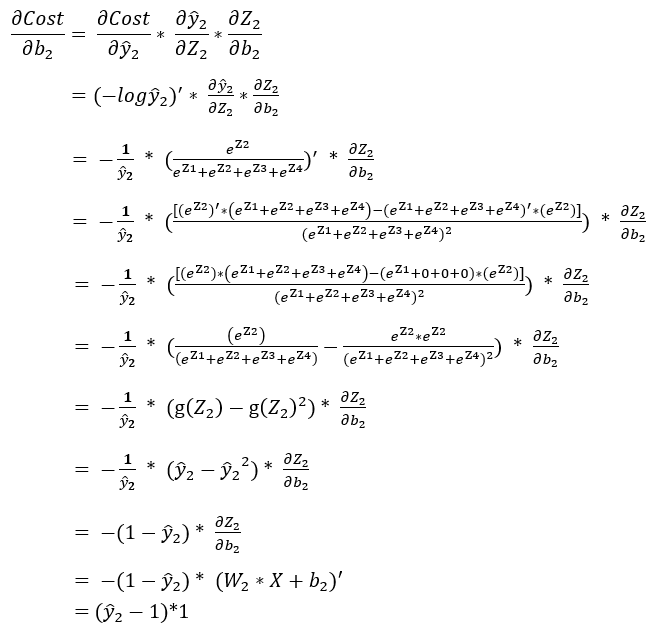 ∂Cost/∂b₂ = ∂Cost/∂ŷ₂ * ∂ŷ₂/∂Z₂ * ∂Z₂/∂b₂
= (−logŷ₂)′ * ∂ŷ₂/∂Z₂ * ∂Z₂/∂b₂
= −1/ŷ₂ * (e^Z2/(e^Z1+e^Z2+e^Z3+e^Z4))′ * ∂Z₂/∂b₂
= −1/ŷ₂ * ([(e^Z2)′*(e^Z1+e^Z2+e^Z3+e^Z4)−(e^Z1+e^Z2+e^Z3+e^Z4)′*(e^Z2)]/(e^Z1+e^Z2+e^Z3+e^Z4)²) * ∂Z₂/∂b₂
= −1/ŷ₂ * ([(e^Z2)*(e^Z1+e^Z2+e^Z3+e^Z4)−(e^Z1+0+0+0)*(e^Z2)]/(e^Z1+e^Z2+e^Z3+e^Z4)²) * ∂Z₂/∂b₂
= −1/ŷ₂ * ((e^Z2)/(e^Z1+e^Z2+e^Z3+e^Z4) − e^Z2*e^Z2/(e^Z1+e^Z2+e^Z3+e^Z4)²) * ∂Z₂/∂b₂
= −1/ŷ₂ * (g(Z₂) − g(Z₂)²) * ∂Z₂/∂b₂
= −1/ŷ₂ * (ŷ₂ − ŷ₂²) * ∂Z₂/∂b₂
= −(1 − ŷ₂) * ∂Z₂/∂b₂
= −(1 − ŷ₂) * (W₂ * X + b₂)′
= (ŷ₂ − 1)*1